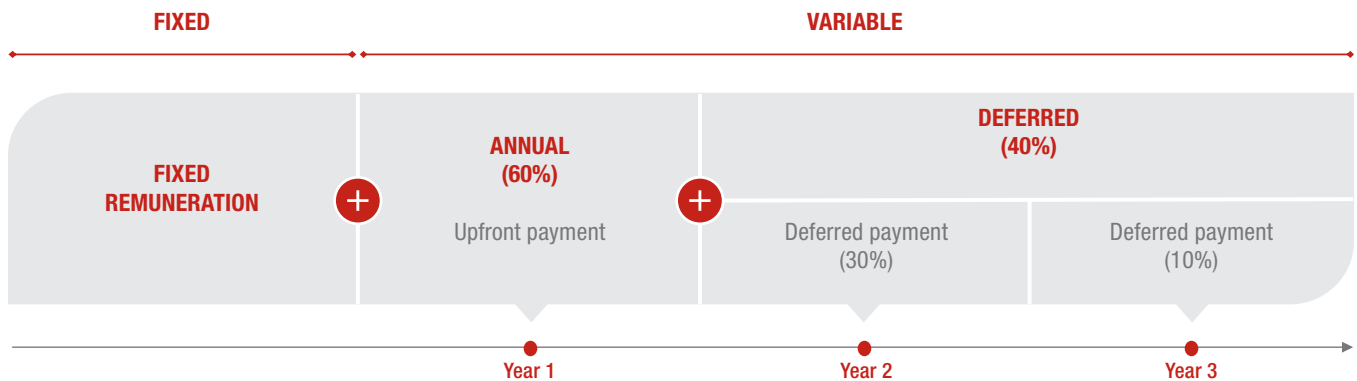 FIXED
VARIABLE
FIXED
REMUNERATION
+
ANNUAL
(60%)
Upfront payment
+
DEFERRED
(40%)
Deferred payment
(30%)
Deferred payment
(10%)
Year 1
Year 2
Year 3